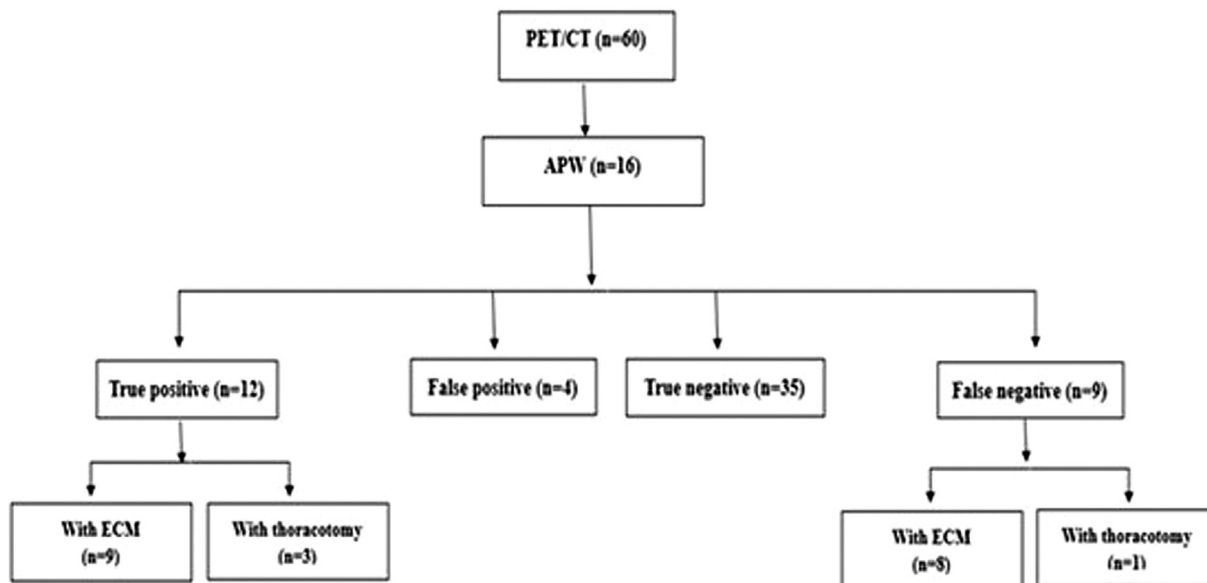 PET/CT (n=60)
APW (n=16)
True positive (n=12)
False positive (n=4)
True negative (n=35)
False negative (n=9)
With ECM
(n=9)
With thoracotomy
(n=3)
With ECM
(n=8)
With thoracotomy
(n=1)